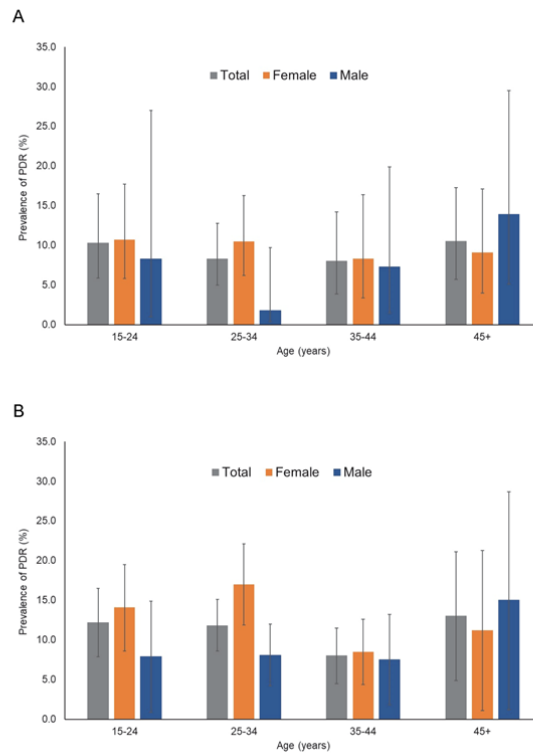 A
35.0
30.0
25.0
20.0
15.0
10.0
5.0
0.0
Prevalence of PDR (%)
Total Female Male
15-24 25-34 35-44 45+
Age (years)
B
35.0
30.0
25.0
20.0
15.0
10.0
5.0
0.0
Prevalence of PDR (%)
Total Female Male
15-24 25-34 35-44 45+
Age (years)